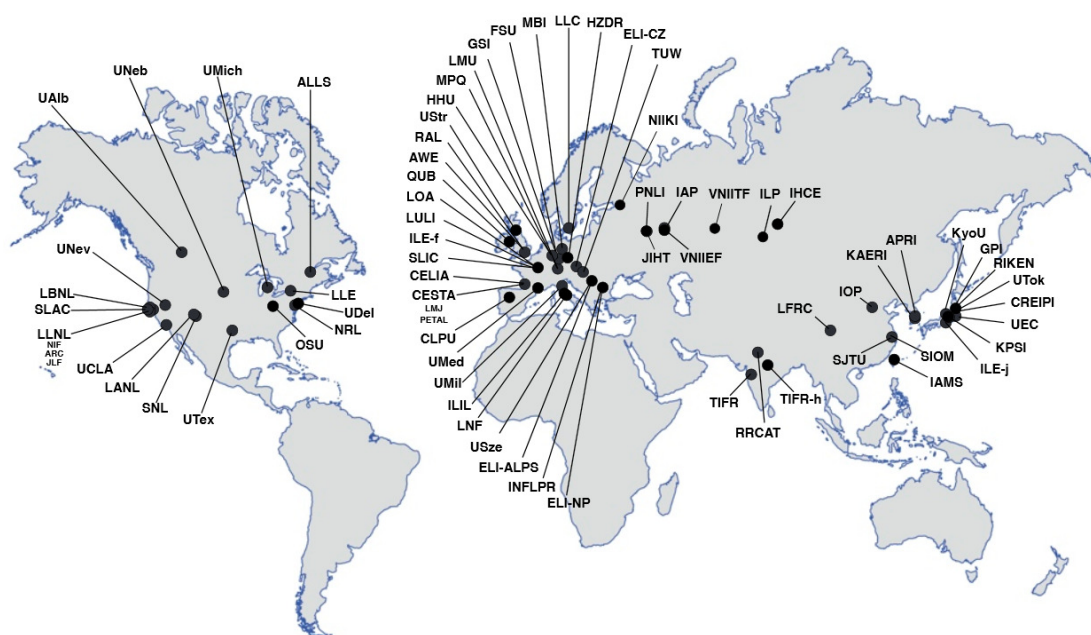 UAlb
UNeb
UMich
ALLS
UNev
LBNL
SLAC
LLNL
NIF
ARC
JLF
UCLA
LANL
SNL
UTex
OSU
NRL
UDel
LLE
TUW
ELI-CZ
HZDR
LLC
MBI
FSU
GSI
LMU
MPQ
HHU
UStr
RAL
AWE
QUB
LOA
LULI
ILE-f
SLIC
CELIA
CESTA
LMJ
PETAL
CLPU
UMed
UMil
ILIL
LNF
USze
ELI-ALPS
INFLPR
ELI-NP
NIIKI
PNLI
IAP
VNIITF
ILP
IHCE
JIHT
VNIIEF
KAERI
APRI
KyoU
GPI
RIKEN
UTok
CREIPI
UEC
KPSI
ILE-j
IOP
LFRC
SJTU
SIOM
IAMS
TIFR
TIFR-h
RRCAT